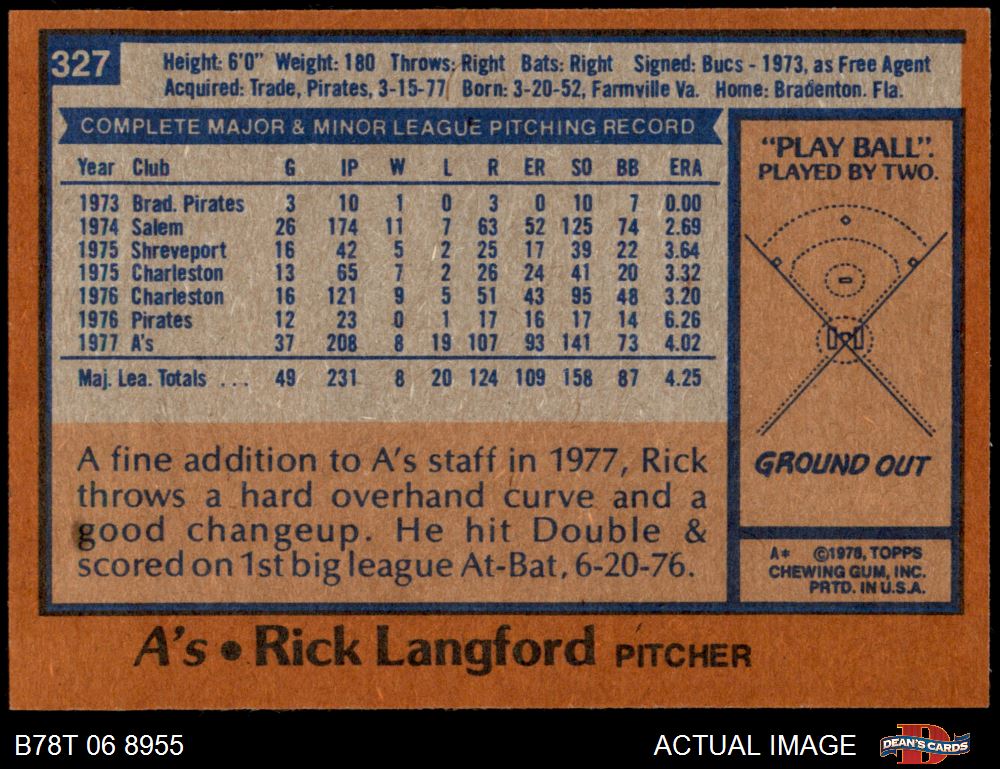 327
Height: 6'0" Weight: 180 Throws: Right Bats: Right Signed: Bucs - 1973, as Free Agent
Acquired: Trade, Pirates, 3-15-77 Born: 3-20-52, Farmville Va. Home: Bradenton. Fla.
COMPLETE MAJOR & MINOR LEAGUE PITCHING RECORD
Year Club G IP W L R ER SO BB ERA
1973 Brad. Pirates 3 10 1 0 3 0 10 7 0.00
1974 Salem 26 174 11 7 63 52 125 74 2.69
1975 Shreveport 16 42 5 2 25 17 39 22 3.64
1975 Charleston 13 65 7 2 26 24 41 20 3.32
1976 Charleston 16 121 9 5 51 43 95 48 3.20
1976 Pirates 12 23 0 1 17 16 17 14 6.26
1977 A's 37 208 8 19 107 93 141 73 4.02
Maj. Lea. Totals ... 49 231 8 20 124 109 158 87 4.25
A fine addition to A's staff in 1977, Rick
throws a hard overhand curve and a
good changeup. He hit Double &
scored on 1st big league At-Bat, 6-20-76.
"PLAY BALL".
PLAYED BY TWO.
GROUND OUT
A* ©1978, TOPPS
CHEWING GUM, INC.
PRTD. IN U.S.A.
A's • Rick Langford PITCHER
B78T 06 8955
ACTUAL IMAGE
D
DEAN'S CARDS